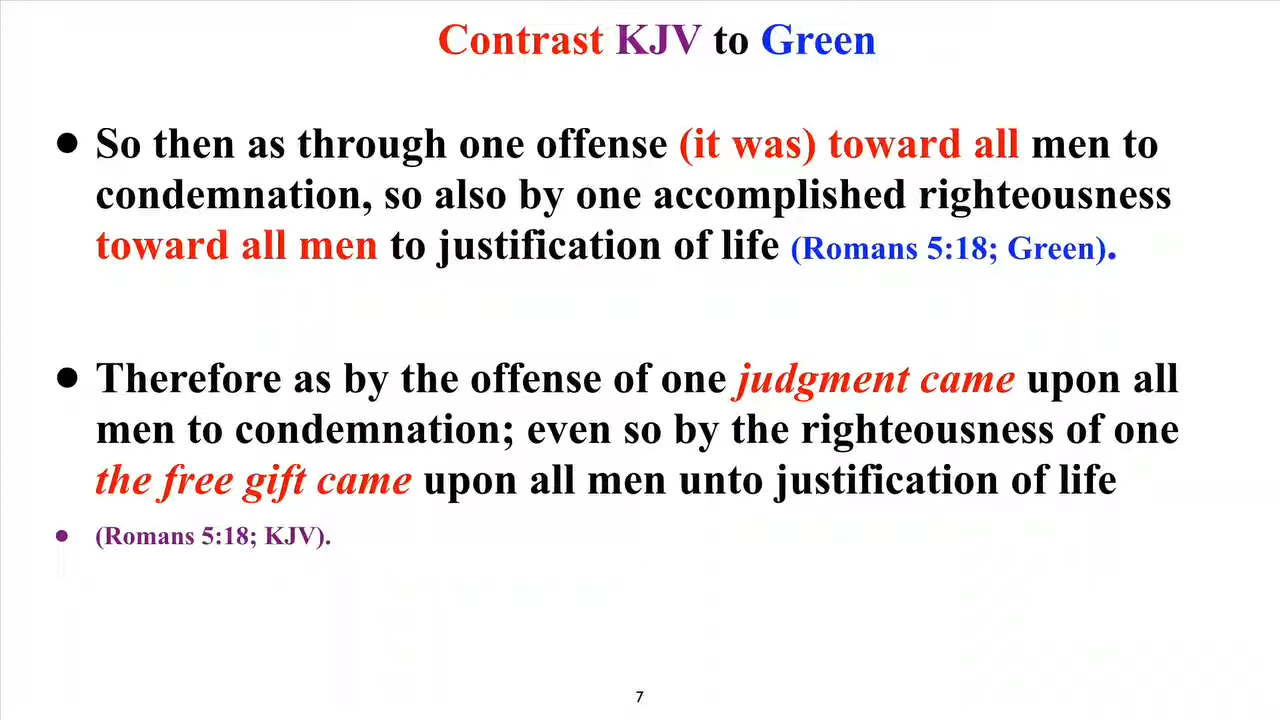 Contrast KJV to Green
• So then as through one offense (it was) toward all men to
condemnation, so also by one accomplished righteousness
toward all men to justification of life (Romans 5:18; Green).
• Therefore as by the offense of one judgment came upon all
men to condemnation; even so by the righteousness of one
the free gift came upon all men unto justification of life
• (Romans 5:18; KJV).
7